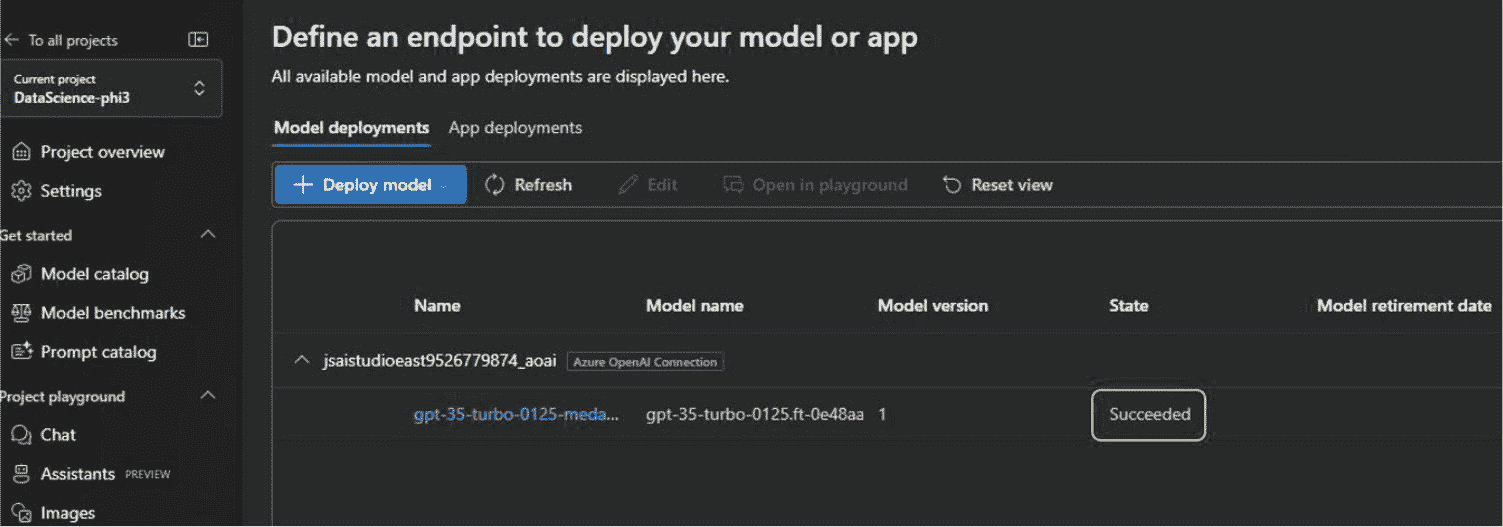 To all projects
Current project
DataScience-phi3
Project overview
Settings
Get started
Model catalog
Model benchmarks
Prompt catalog
Project playground
Chat
Assistants PREVIEW
Images
Define an endpoint to deploy your model or app
All available model and app deployments are displayed here.
Model deployments App deployments
+ Deploy model Refresh Edit Open in playground Reset view
Name Model name Model version State Model retirement date
jsaistudioeast9526779874_aoai Azure OpenAI Connection
gpt-35-turbo-0125-meda... gpt-35-turbo-0125.ft-0e48aa 1 Succeeded